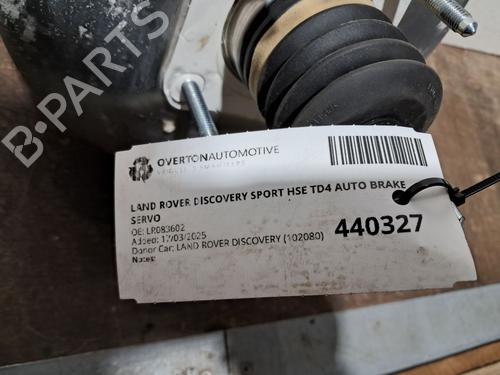 B-PARTS
OVERTONAUTOMOTIVE
LAND ROVER DISCOVERY SPORT HSE TD4 AUTO BRAKE
SERVO
OE: LR083602
Added: 17/03/2025
Donor Car: LAND ROVER DISCOVERY (102080)
Notes:
440327